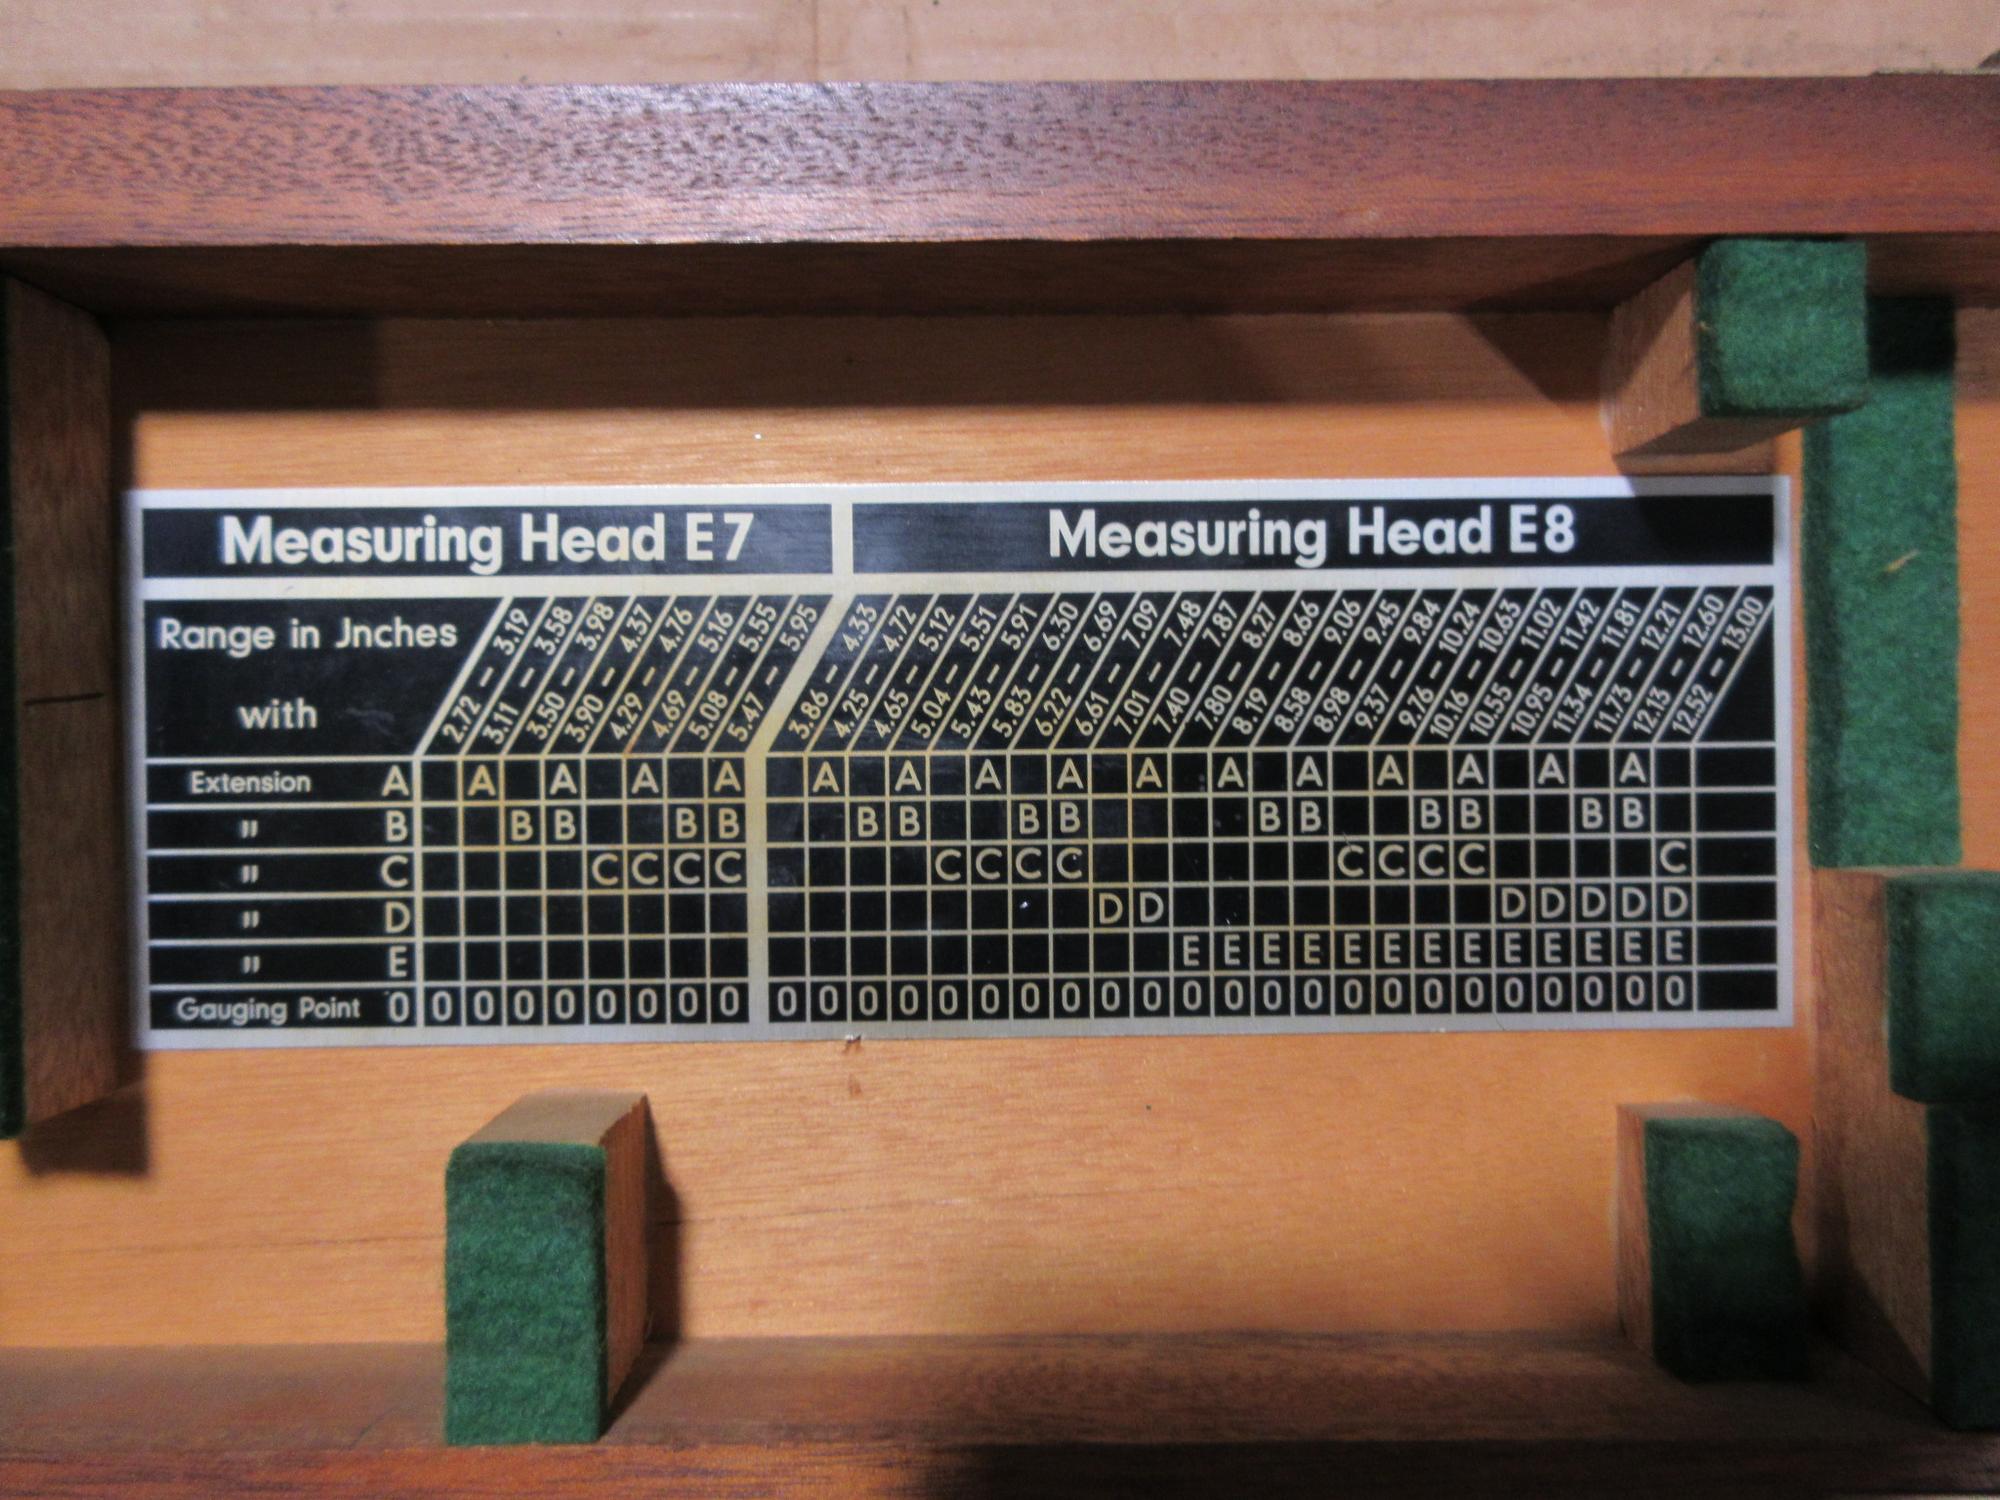 Measuring Head E7 Measuring Head E8
Range in Jnches
with
2.72 – 3.19
3.11 – 3.58
3.50 – 3.98
3.90 – 4.37
4.29 – 4.76
4.69 – 5.16
5.08 – 5.55
5.47 – 5.95
3.86 – 4.33
4.25 – 4.72
4.65 – 5.12
5.04 – 5.51
5.43 – 5.91
5.83 – 6.30
6.22 – 6.69
6.61 – 7.09
7.01 – 7.48
7.40 – 7.87
7.80 – 8.27
8.19 – 8.66
8.58 – 9.06
8.98 – 9.45
9.37 – 9.84
9.76 – 10.24
10.16 – 10.63
10.55 – 11.02
10.95 – 11.42
11.34 – 11.81
11.73 – 12.21
12.13 – 12.60
12.52 – 13.00
Extension A A A A A A A A A A A A A A A A
" B B B B B B B B B B B B B B B
" C C C C C C C C C C C C C C
" D D D D D D D D
" E E E E E E E E E E E E E E
Gauging Point 0 0 0 0 0 0 0 0 0 0 0 0 0 0 0 0 0 0 0 0 0 0 0 0 0 0 0 0 0 0 0 0